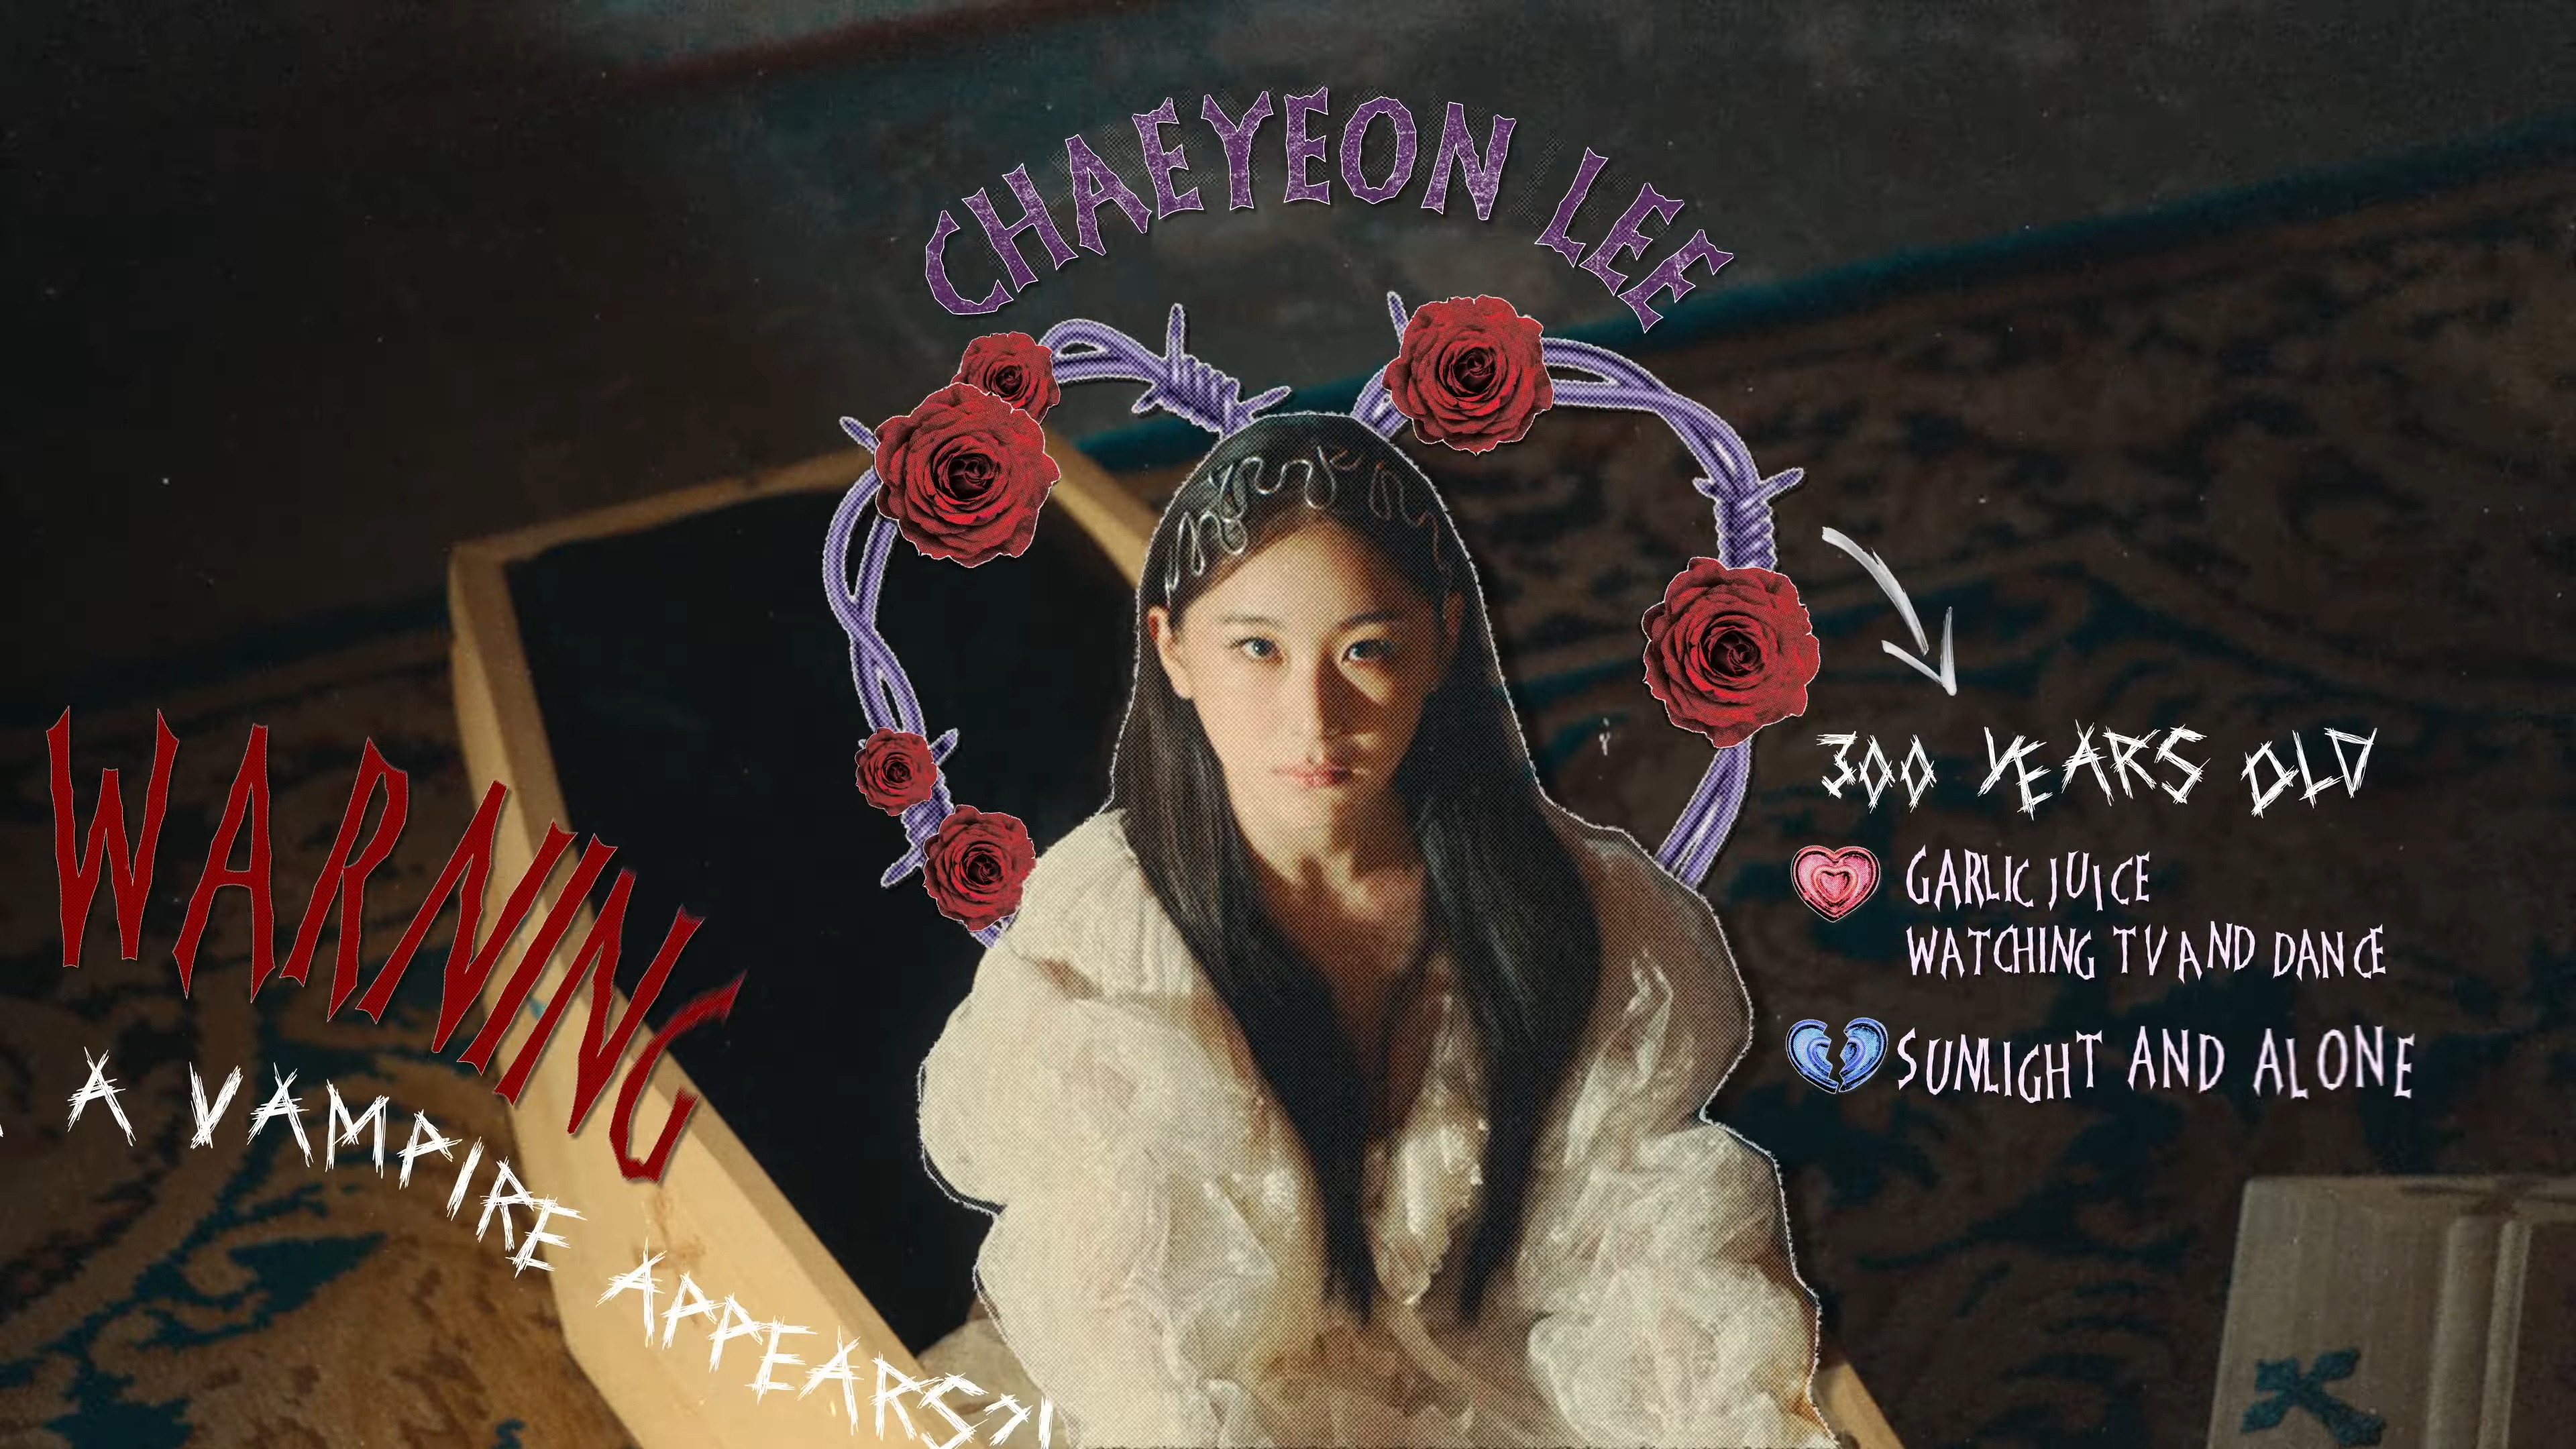 CHAEYEON LEE
WARNING
A VAMPIRE APPEARS>
300 YEARS OLD
GARLIC JUICE
WATCHING TV AND DANCE
SUNLIGHT AND ALONE